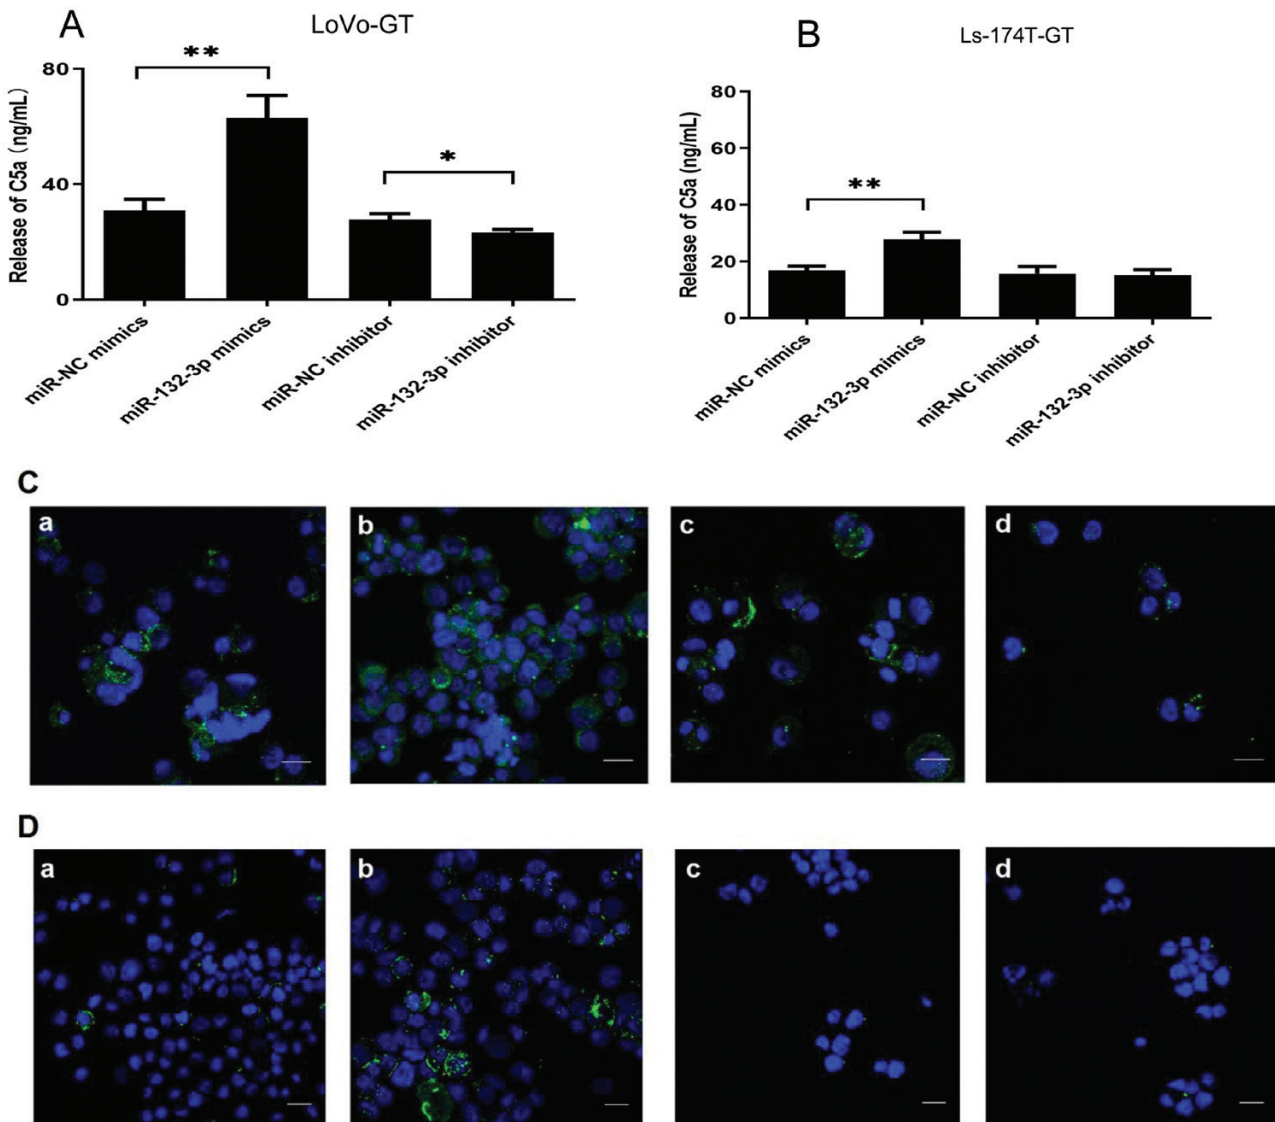 A
LoVo-GT
**
*
Release of C5a (ng/mL)
80
40
0
miR-NC mimics
miR-132-3p mimics
miR-NC inhibitor
miR-132-3p inhibitor
B
Ls-174T-GT
**
Release of C5a (ng/mL)
80
60
40
20
0
miR-NC mimics
miR-132-3p mimics
miR-NC inhibitor
miR-132-3p inhibitor
C
a
b
c
d
D
a
b
c
d